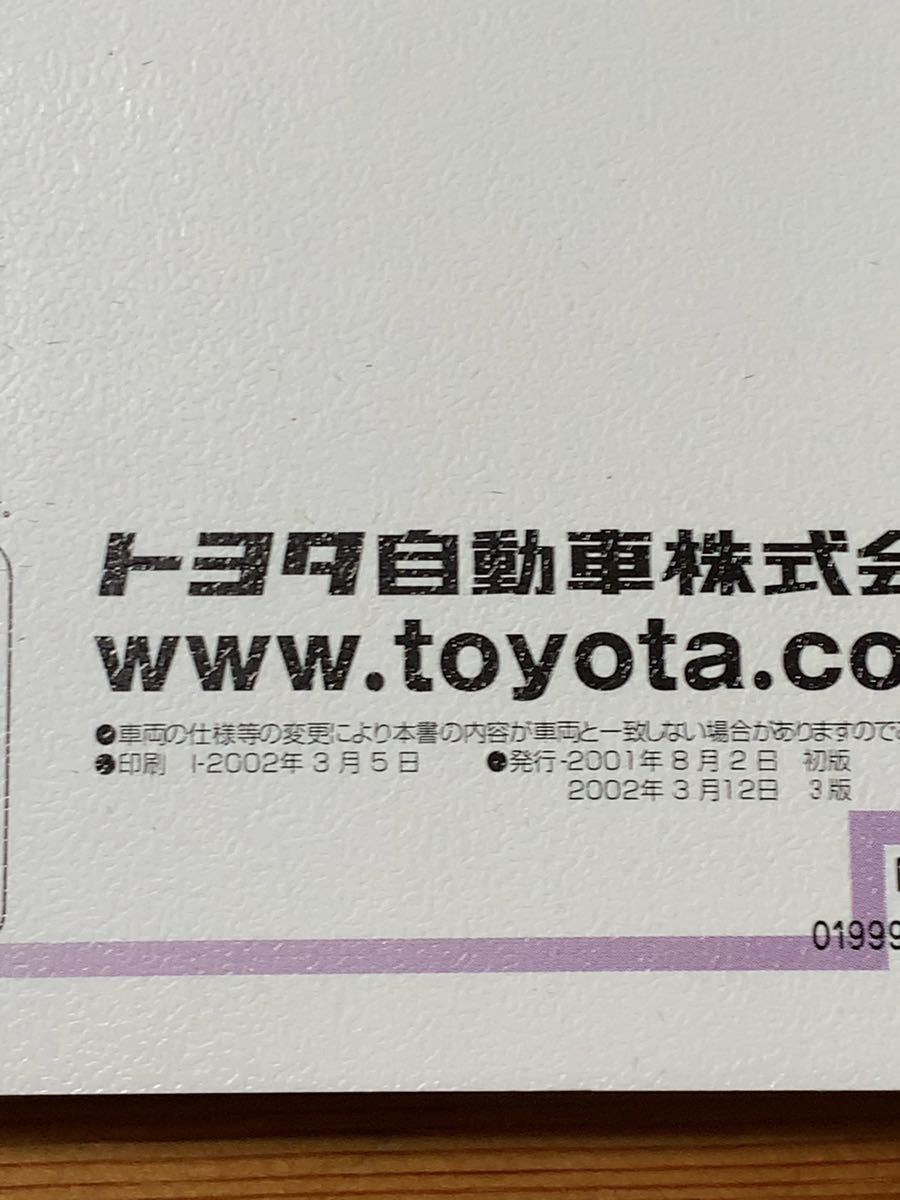 トヨタ自動車株式会
www.toyota.co
●車両の仕様等の変更により本書の内容が車両と一致しない場合がありますので
●印刷 I-2002年3月5日 ●発行-2001年8月2日 初版
2002年3月12日 3版
01999